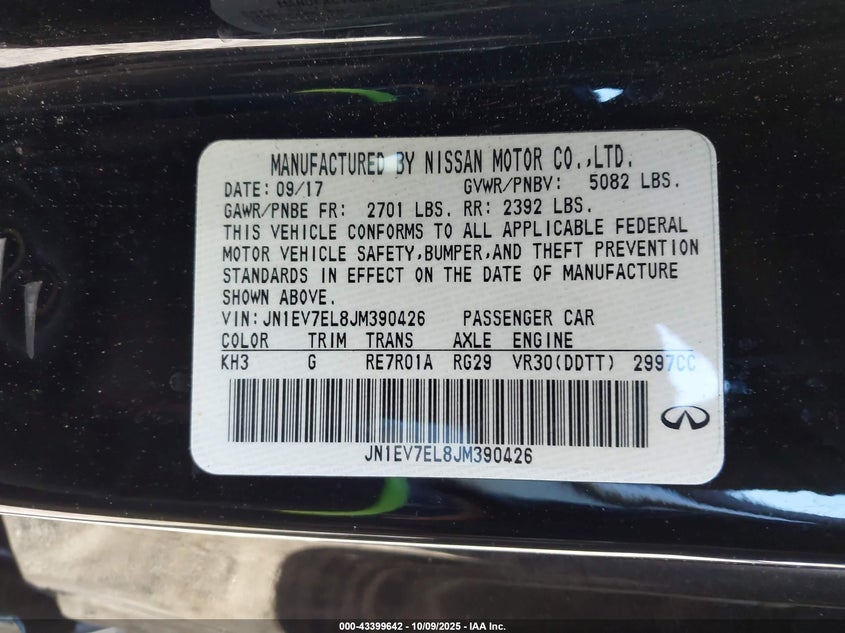 MANUFACTURED BY NISSAN MOTOR CO.,LTD.
DATE: 09/17 GVWR/PNBV: 5082 LBS.
GAWR/PNBE FR: 2701 LBS. RR: 2392 LBS.
THIS VEHICLE CONFORMS TO ALL APPLICABLE FEDERAL
MOTOR VEHICLE SAFETY,BUMPER,AND THEFT PREVENTION
STANDARDS IN EFFECT ON THE DATE OF MANUFACTURE
SHOWN ABOVE.
VIN:JN1EV7EL8JM390426 PASSENGER CAR
COLOR TRIM TRANS AXLE ENGINE
KH3 G RE7R01A RG29 VR30(DDTT) 2997CC
JN1EV7EL8JM390426
000-43399642 | 10/09/2025 - IAA Inc.